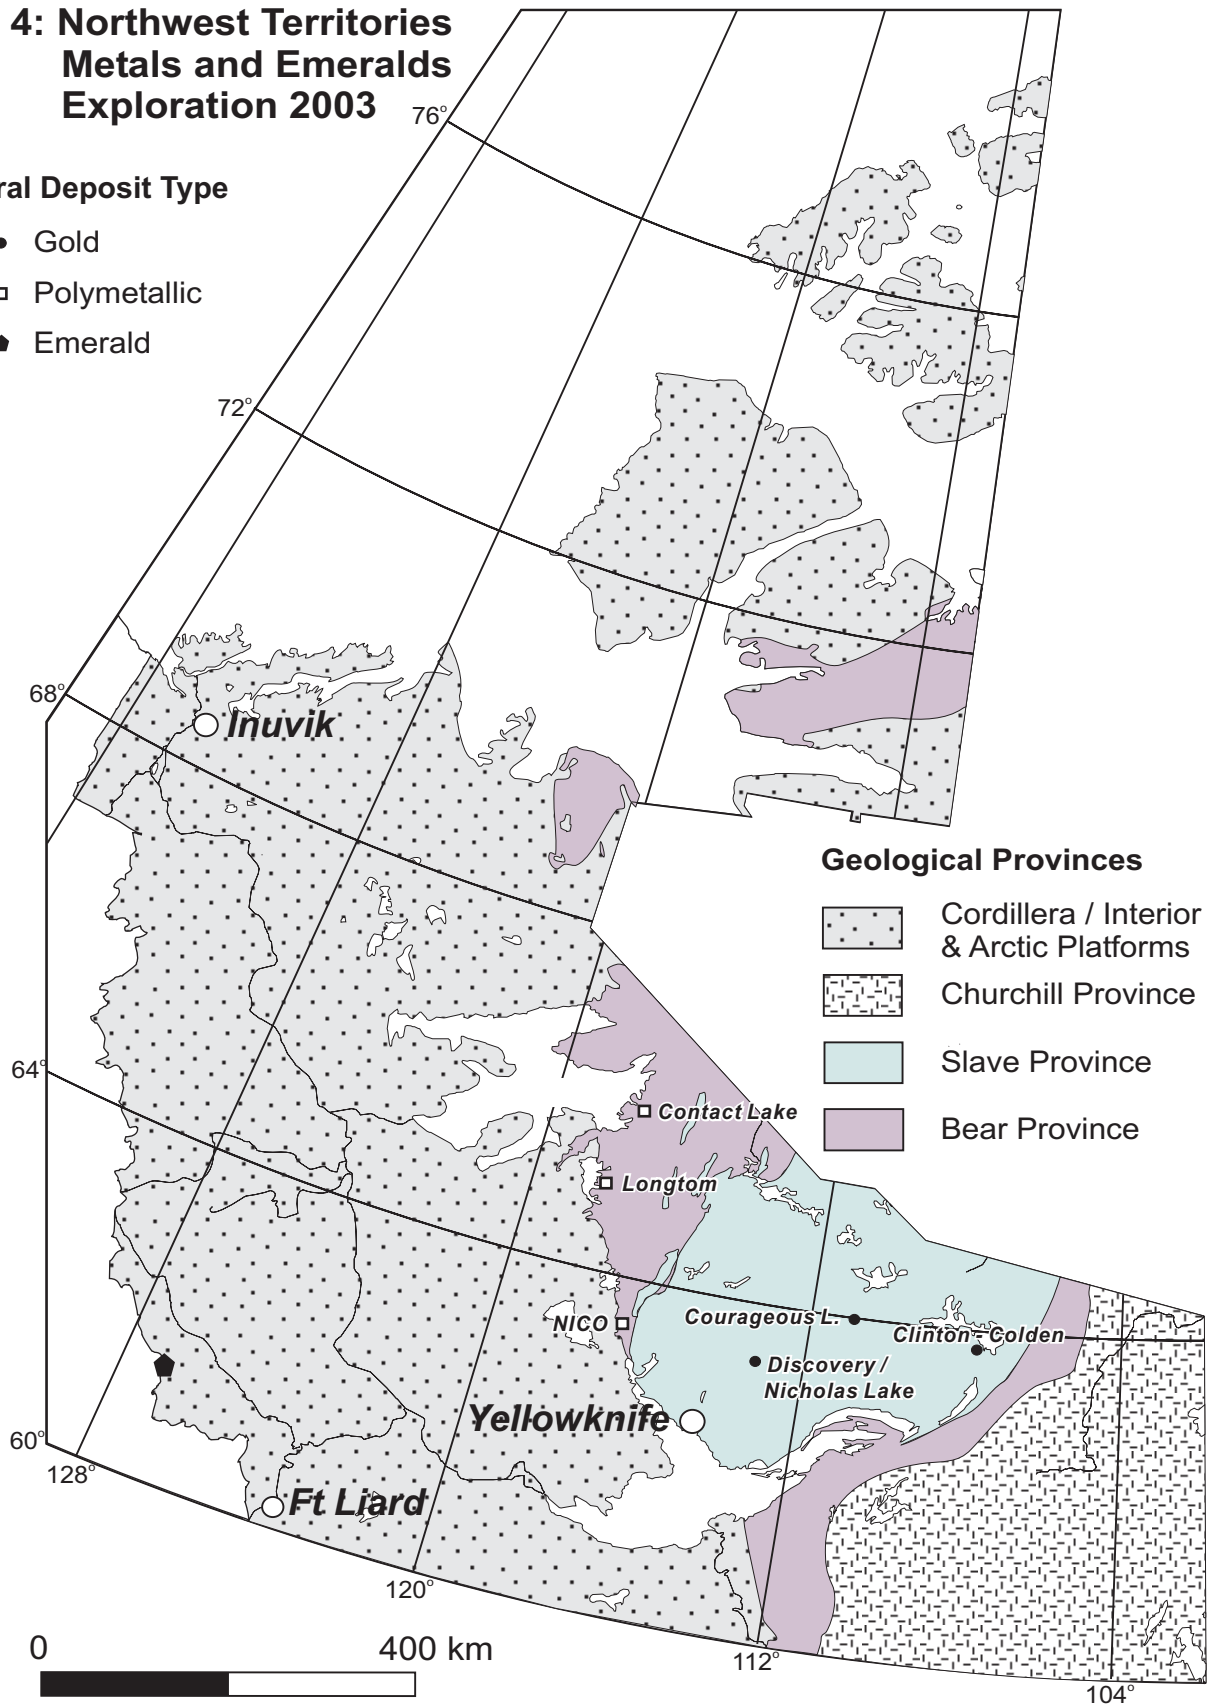 4: Northwest Territories
Metals and Emeralds
Exploration 2003
76°
ral Deposit Type
Gold
Polymetallic
Emerald
72°
68°
Inuvik
Geological Provinces
Cordillera / Interior
& Arctic Platforms
Churchill Province
Slave Province
Bear Province
64°
Contact Lake
Longtom
NICO
Courageous L.
Clinton - Colden
Discovery /
Nicholas Lake
Yellowknife
60°
128°
Ft Liard
120°
112°
104°
0
400 km